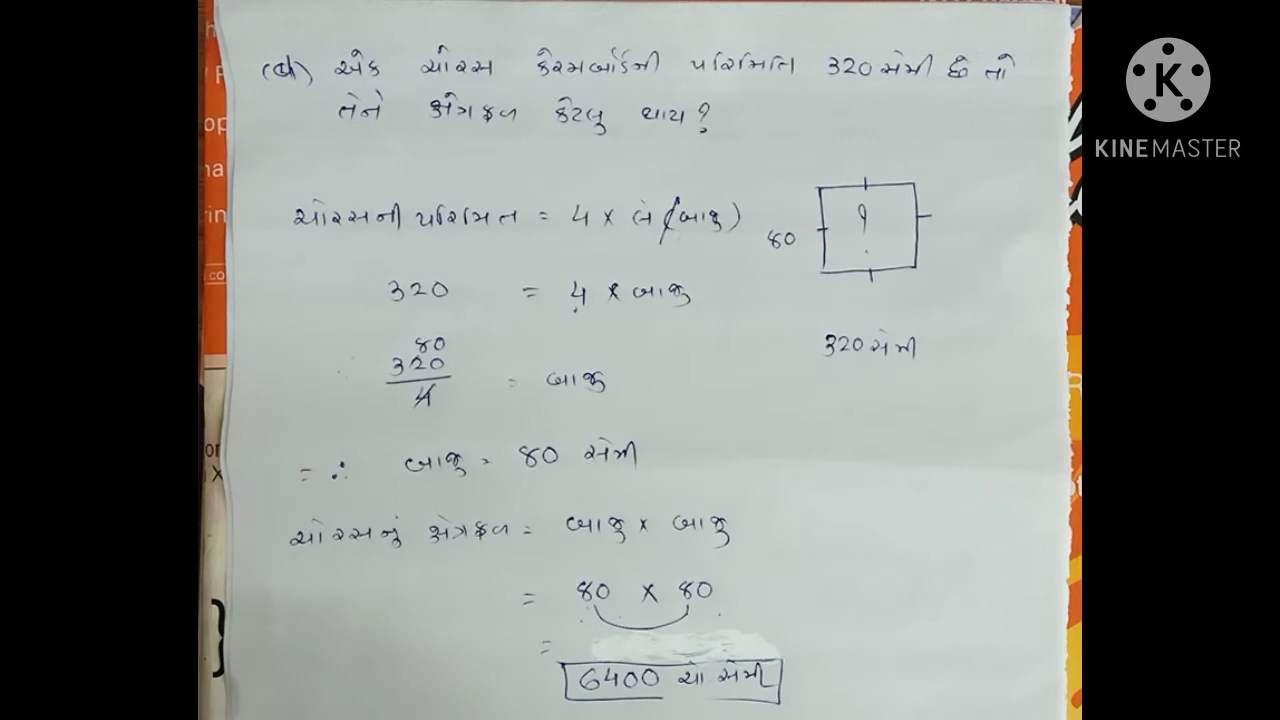 (બ) એક ચોરસ કેરમબોર્ડની પરિમિતિ 320 સેમી છે તો
તેને ક્ષેત્રફળ કેટલુ થાય ?
ચોરસની પરિમિત = 4 × લં (બાજુ)
80
?
320 = 4 × બાજુ
320 સેમી
80
320
4
= બાજુ
= ∴ બાજુ = 80 સેમી
ચોરસનું ક્ષેત્રફળ = બાજુ × બાજુ
= 80 × 80
=
6400 ચો સેમી
K
KINEMASTER